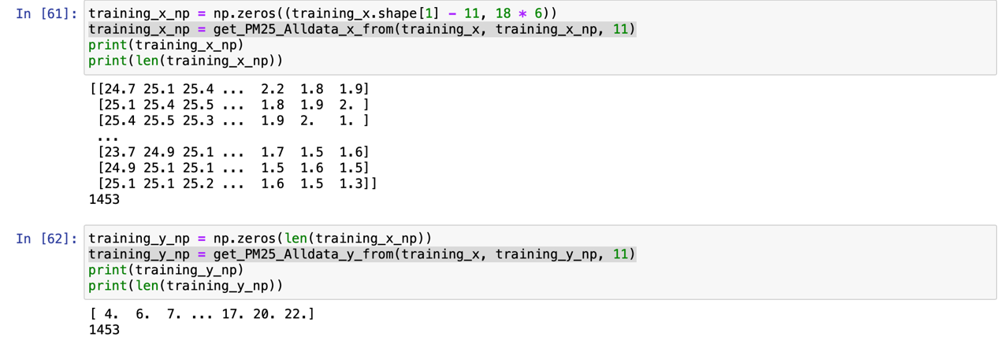 In [61]: training_x_np = np.zeros((training_x.shape[1] - 11, 18 * 6))
training_x_np = get_PM25_Alldata_x_from(training_x, training_x_np, 11)
print(training_x_np)
print(len(training_x_np))
[[24.7 25.1 25.4 ...  2.2  1.8  1.9]
 [25.1 25.4 25.5 ...  1.8  1.9  2. ]
 [25.4 25.5 25.3 ...  1.9  2.   1. ]
 ...
 [23.7 24.9 25.1 ...  1.7  1.5  1.6]
 [24.9 25.1 25.1 ...  1.5  1.6  1.5]
 [25.1 25.1 25.2 ...  1.6  1.5  1.3]]
1453
In [62]: training_y_np = np.zeros(len(training_x_np))
training_y_np = get_PM25_Alldata_y_from(training_x, training_y_np, 11)
print(training_y_np)
print(len(training_y_np))
[ 4.  6.  7. ... 17. 20. 22.]
1453